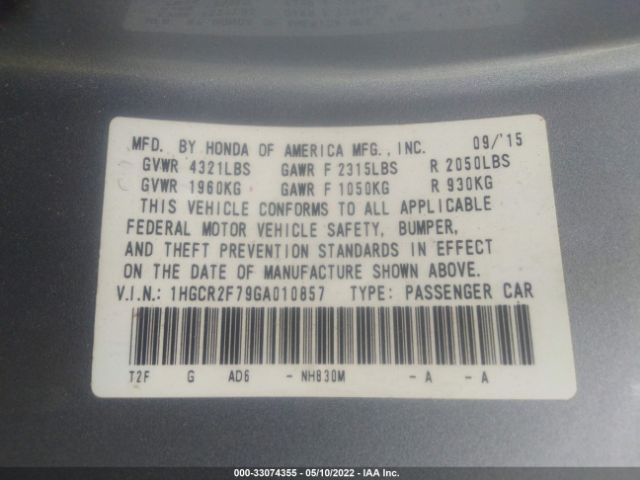 MFD. BY HONDA OF AMERICA MFG., INC. 09/'15
GVWR 4321LBS GAWR F 2315LBS R 2050LBS
GVWR 1960KG GAWR F 1050KG R 930KG
THIS VEHICLE CONFORMS TO ALL APPLICABLE
FEDERAL MOTOR VEHICLE SAFETY, BUMPER,
AND THEFT PREVENTION STANDARDS IN EFFECT
ON THE DATE OF MANUFACTURE SHOWN ABOVE.
V.I.N.: 1HGCR2F79GA010857 TYPE: PASSENGER CAR
T2F G AD6 - NH830M - A - A
000-33074355 - 05/10/2022 - IAA Inc.